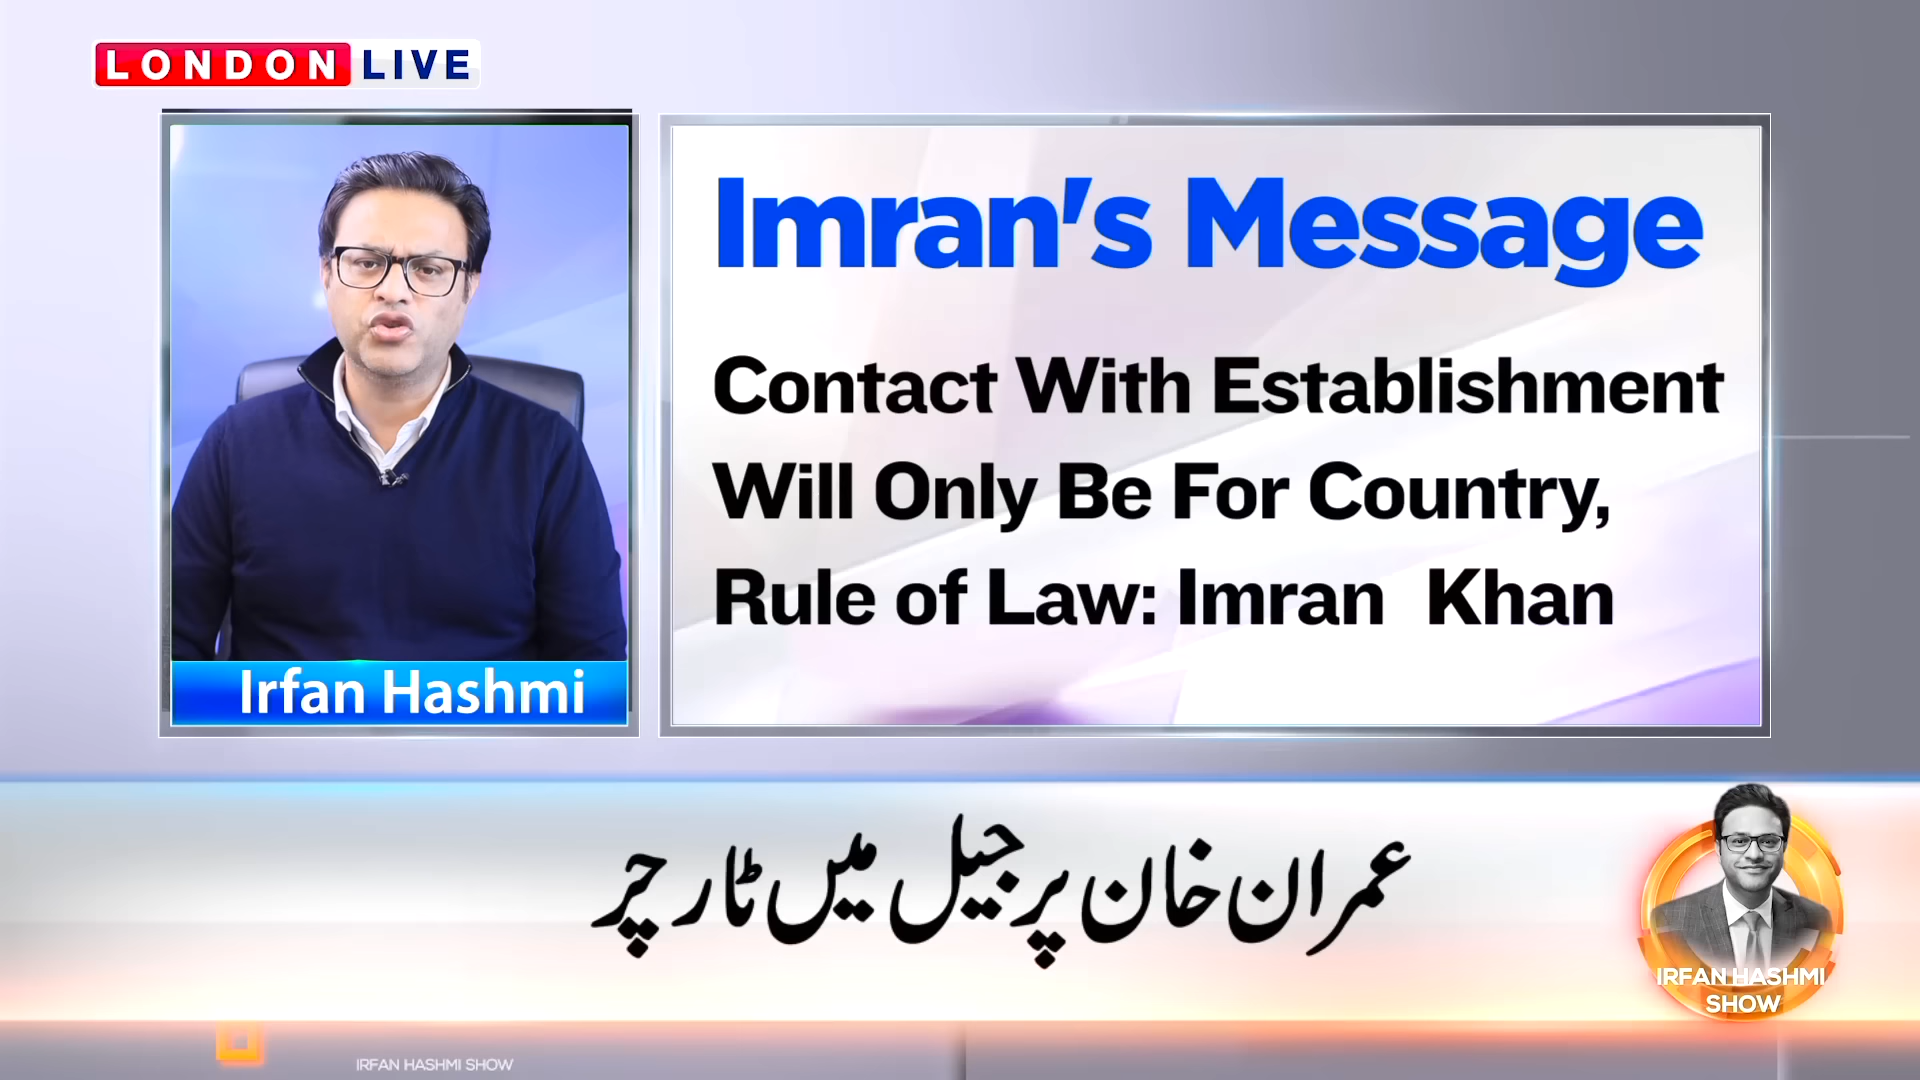 LONDON LIVE
Imran's Message
Contact With Establishment
Will Only Be For Country,
Rule of Law: Imran Khan
Irfan Hashmi
عمران خان پر جیل میں ٹارچر
IRFAN HASHMI
SHOW
IRFAN HASHMI SHOW